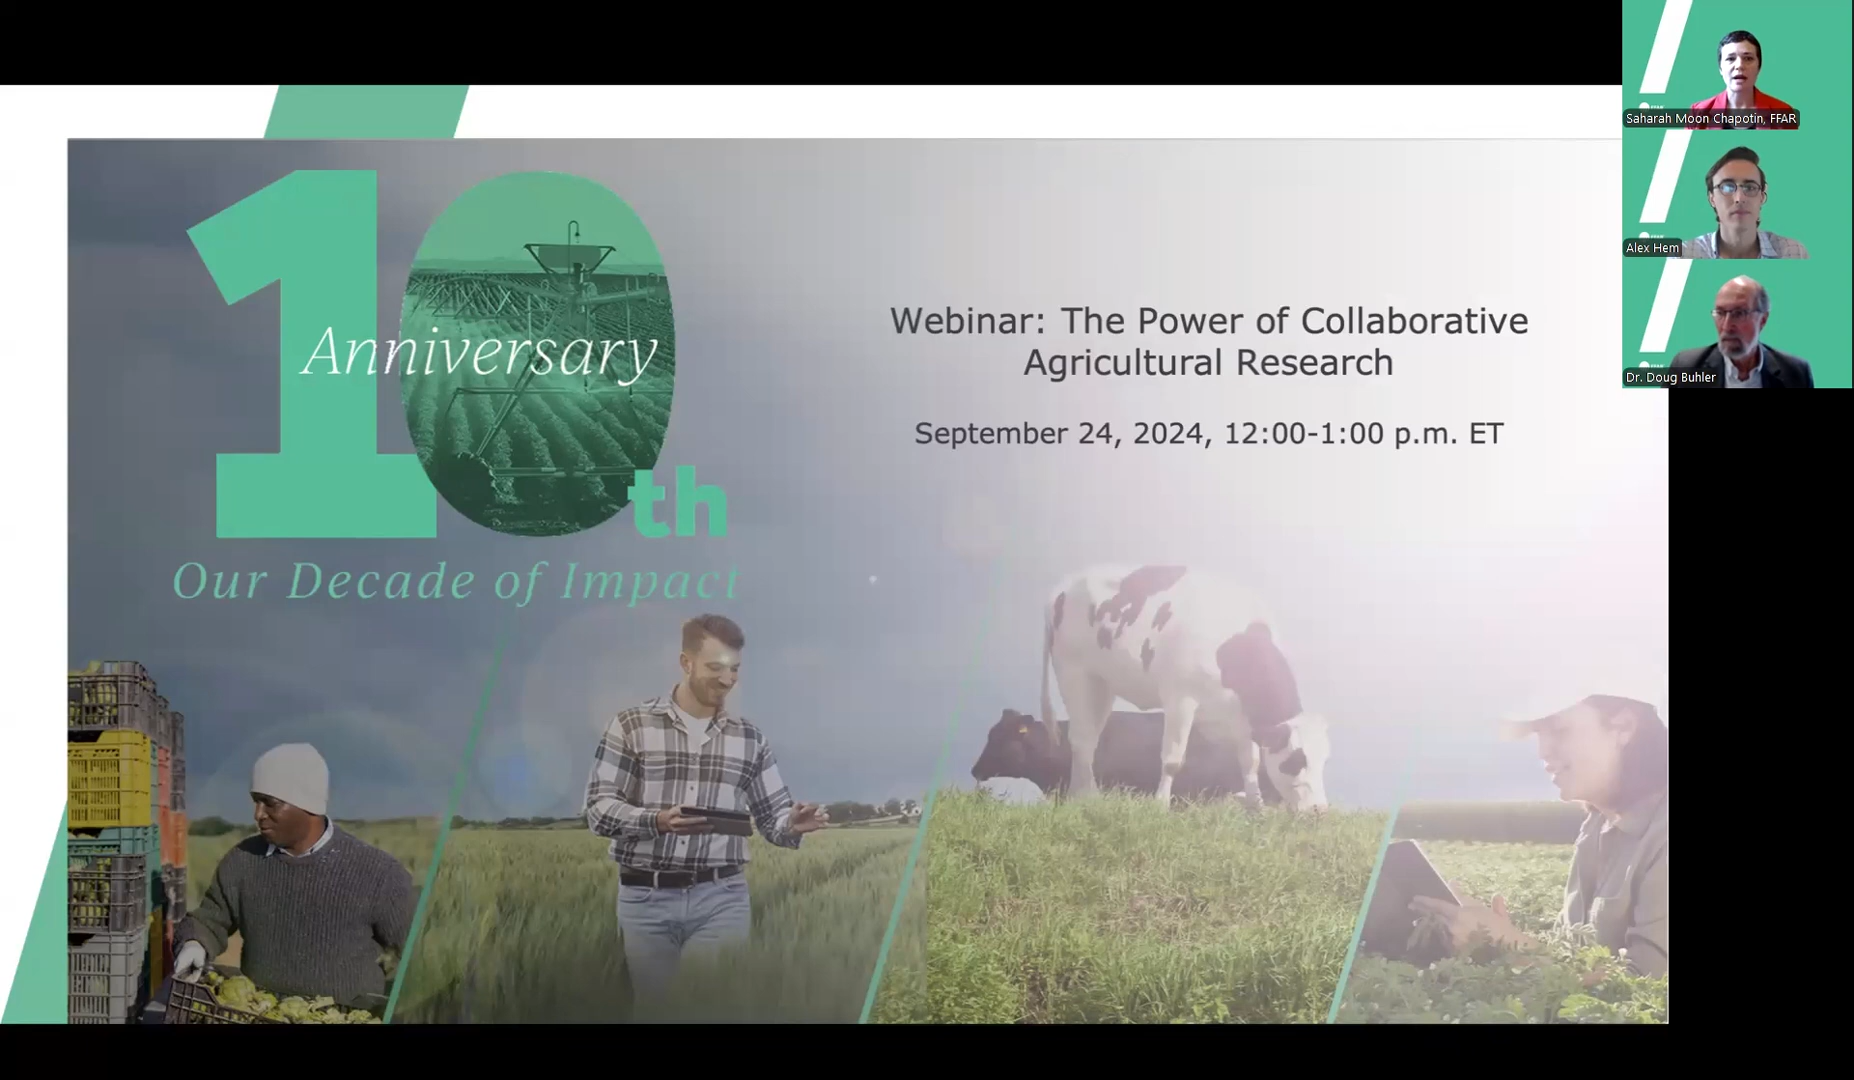 10th
Anniversary
Our Decade of Impact
Webinar: The Power of Collaborative
Agricultural Research
September 24, 2024, 12:00-1:00 p.m. ET
Saharah Moon Chapotin, FFAR
Alex Hem
Dr. Doug Buhler